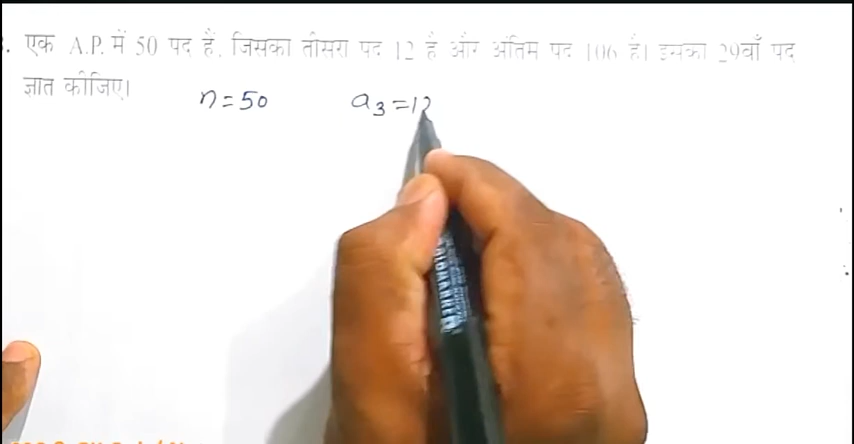 . एक A.P. में 50 पद हैं, जिसका तीसरा पद 12 है और अंतिम पद 106 है। इसका 29वाँ पद
ज्ञात कीजिए।
n = 50 a₃ = 12